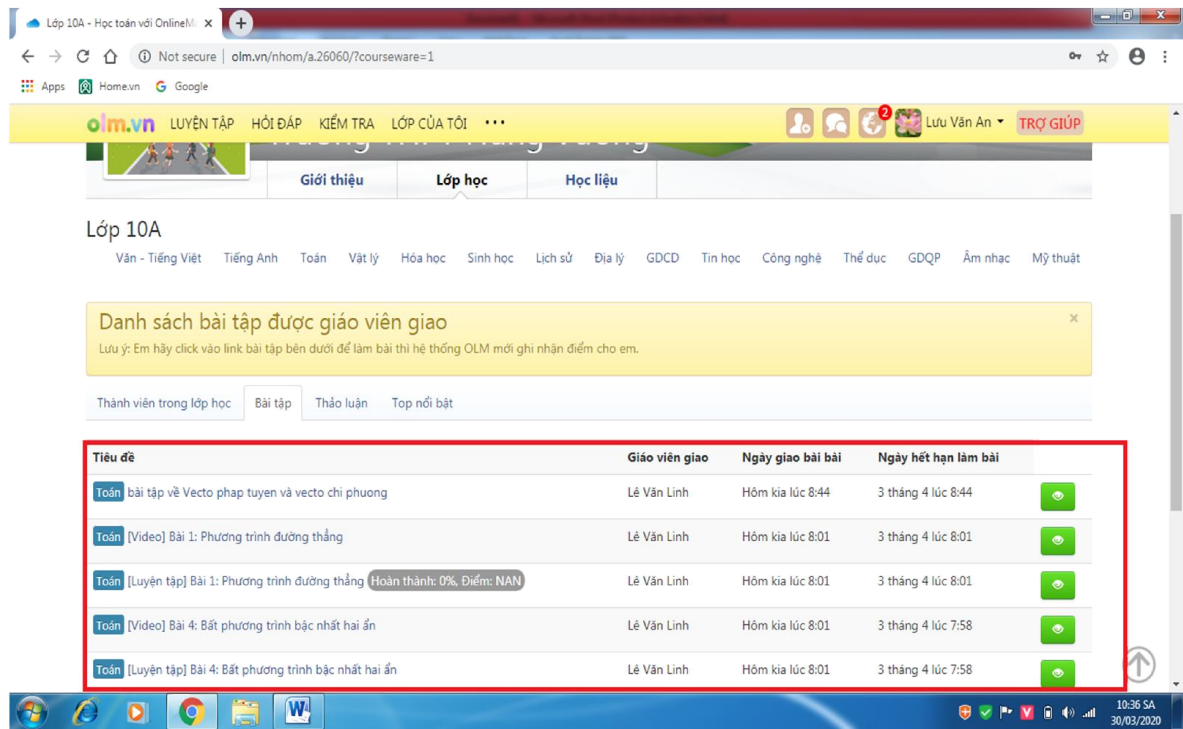 Lớp 10A - Học toán với OnlineM
Not secure | olm.vn/nhom/a.26060/?courseware=1
Apps Home.vn Google
olm.vn LUYỆN TẬP HỎI ĐÁP KIỂM TRA LỚP CỦA TÔI ••• 2 Lưu Văn An TRỢ GIÚP
Giới thiệu Lớp học Học liệu
Lớp 10A
Văn - Tiếng Việt Tiếng Anh Toán Vật lý Hóa học Sinh học Lịch sử Địa lý GDCD Tin học Công nghệ Thể dục GDQP Âm nhạc Mỹ thuật
Danh sách bài tập được giáo viên giao ×
Lưu ý: Em hãy click vào link bài tập bên dưới để làm bài thì hệ thống OLM mới ghi nhận điểm cho em.
Thành viên trong lớp học Bài tập Thảo luận Top nổi bật
Tiêu đề Giáo viên giao Ngày giao bài bài Ngày hết hạn làm bài
Toán bài tập về Vecto phap tuyen và vecto chi phuong Lê Văn Linh Hôm kia lúc 8:44 3 tháng 4 lúc 8:44
Toán [Video] Bài 1: Phương trình đường thẳng Lê Văn Linh Hôm kia lúc 8:01 3 tháng 4 lúc 8:01
Toán [Luyện tập] Bài 1: Phương trình đường thẳng Hoàn thành: 0%, Điểm: NAN Lê Văn Linh Hôm kia lúc 8:01 3 tháng 4 lúc 8:01
Toán [Video] Bài 4: Bất phương trình bậc nhất hai ẩn Lê Văn Linh Hôm kia lúc 8:01 3 tháng 4 lúc 7:58
Toán [Luyện tập] Bài 4: Bất phương trình bậc nhất hai ẩn Lê Văn Linh Hôm kia lúc 8:01 3 tháng 4 lúc 7:58
10:36 SA
30/03/2020